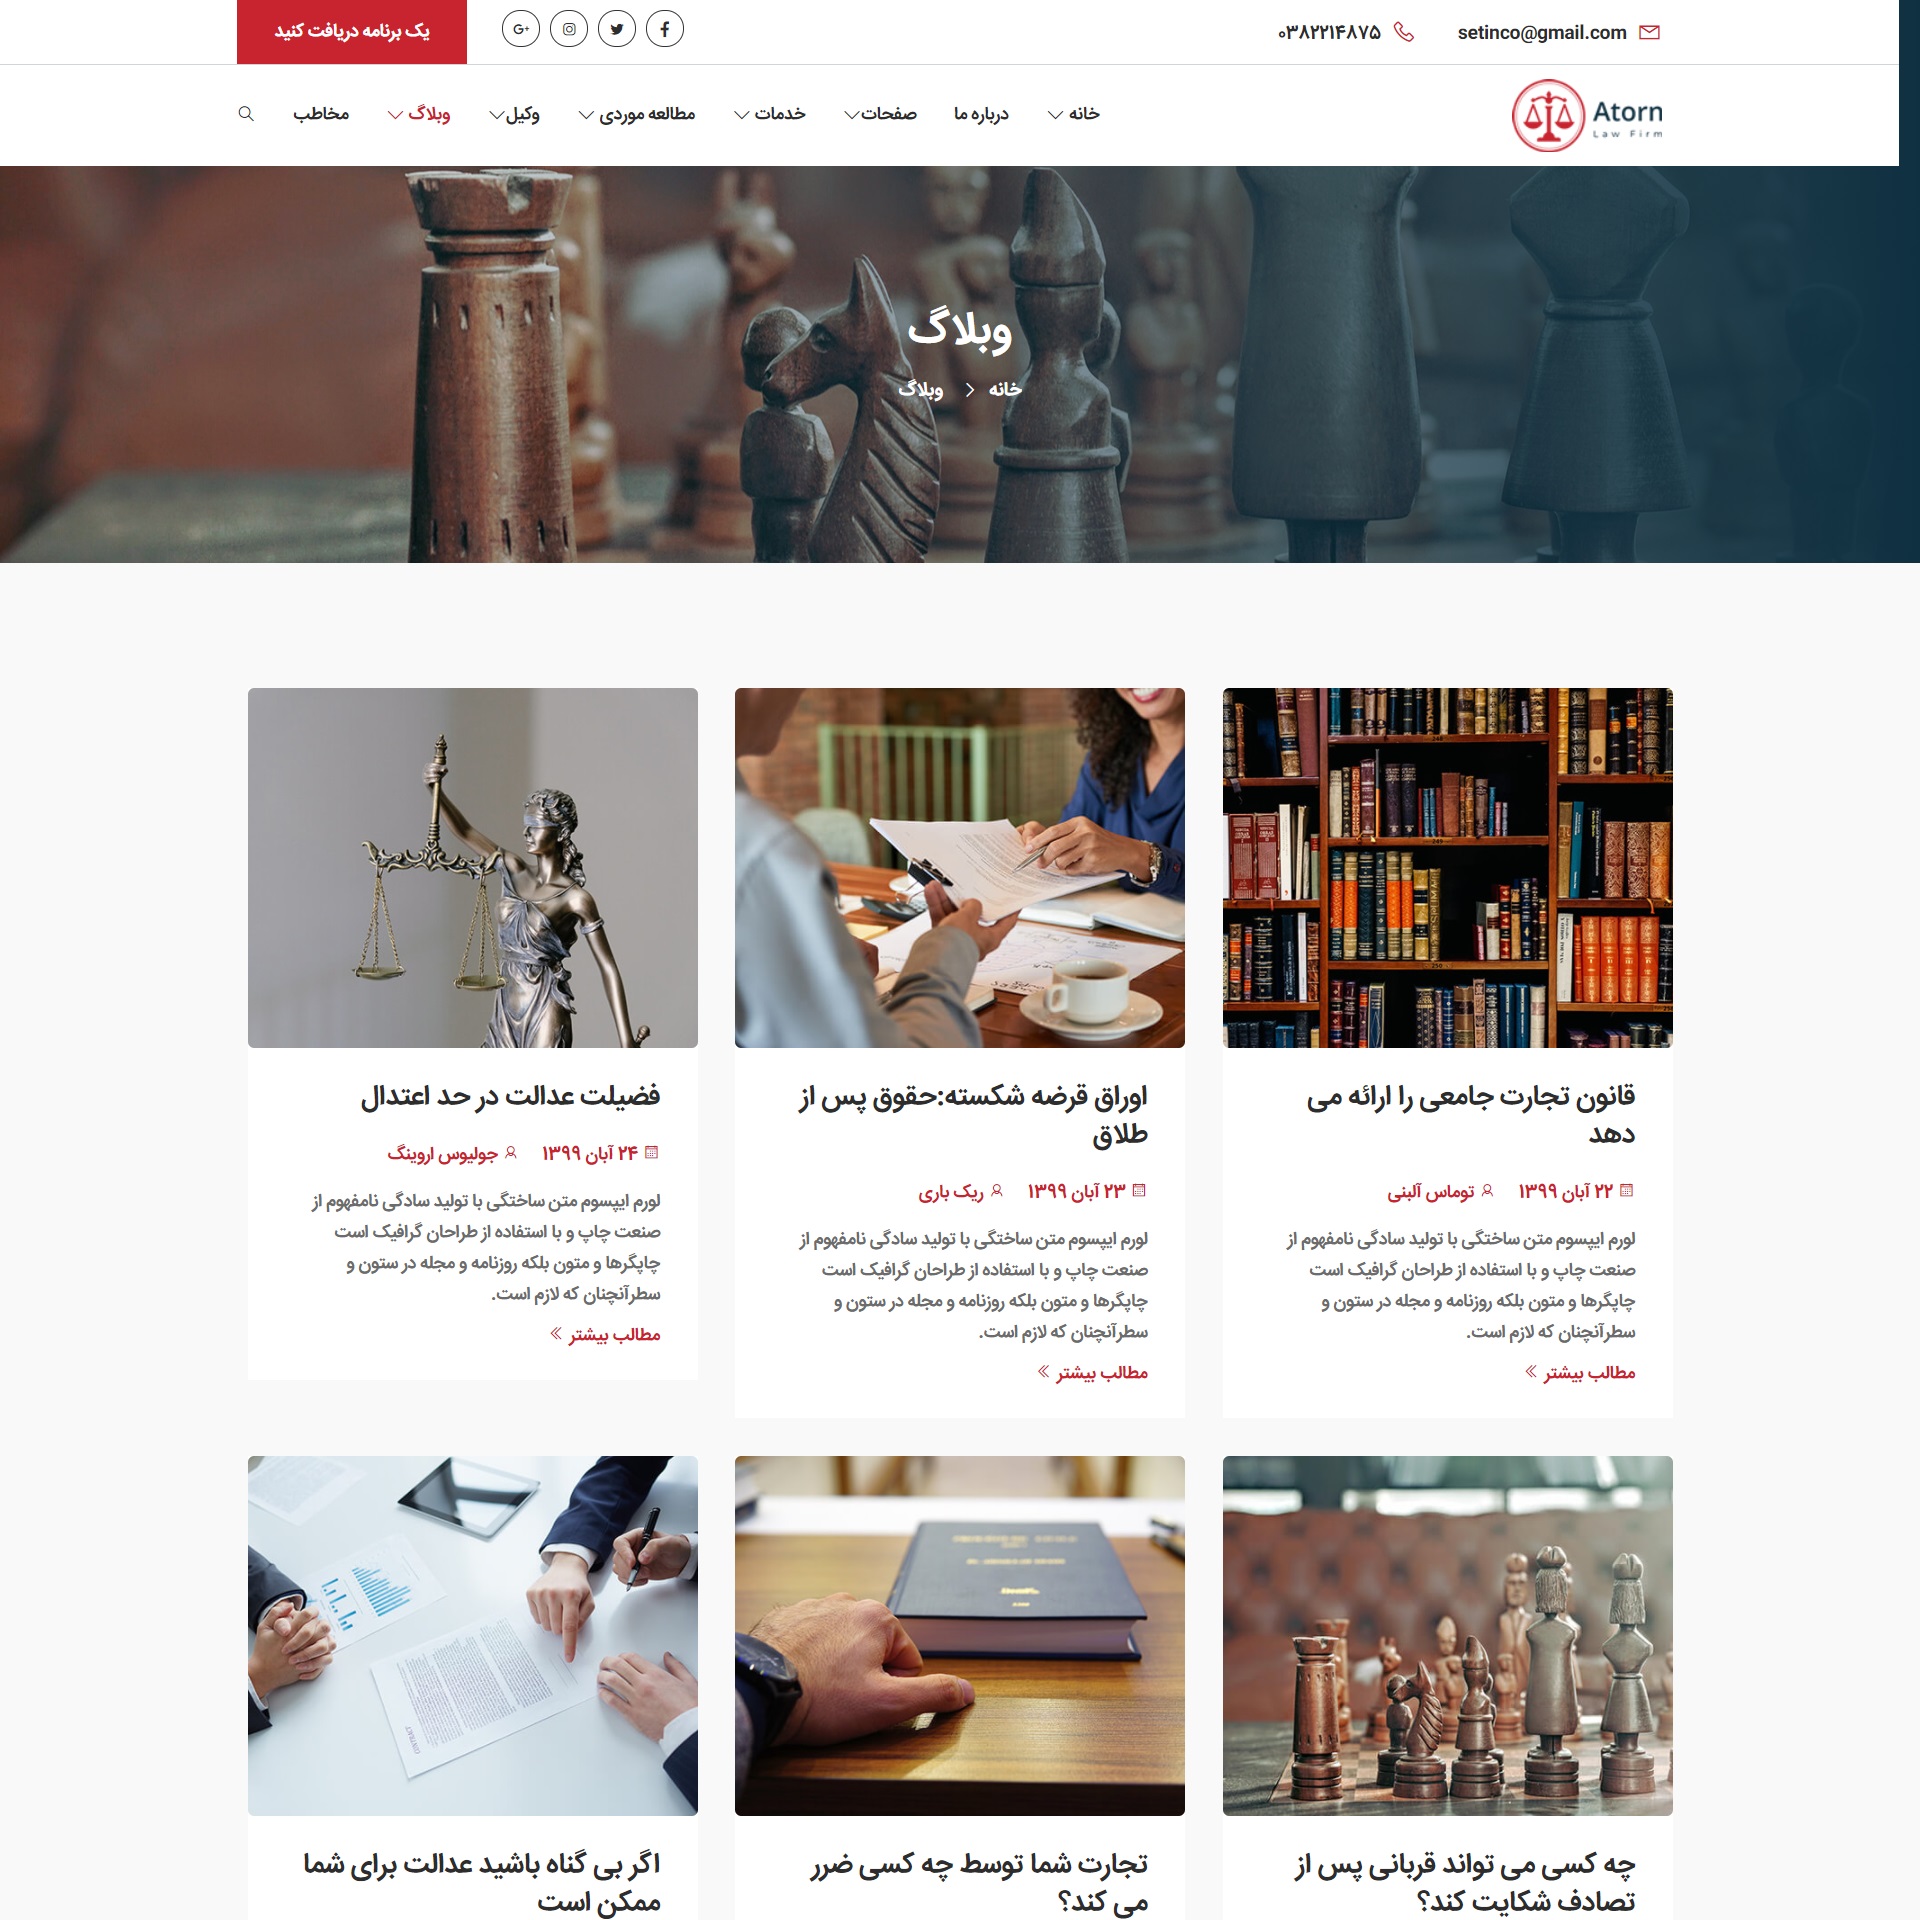 setinco@gmail.com
۰۳۸۲۲۱۴۸۷۵
یک برنامه دریافت کنید
Atorn
Law Firm
خانه
درباره ما
صفحات
خدمات
مطالعه موردی
وکیل
وبلاگ
مخاطب
وبلاگ
خانه
وبلاگ
قانون تجارت جامعی را ارائه می
دهد
۲۲ آبان ۱۳۹۹ توماس آلبنی
لورم ایپسوم متن ساختگی با تولید سادگی نامفهوم از
صنعت چاپ و با استفاده از طراحان گرافیک است
چاپگرها و متون بلکه روزنامه و مجله در ستون و
سطرآنچنان که لازم است.
مطالب بیشتر
اوراق قرضه شکسته:حقوق پس از
طلاق
۲۳ آبان ۱۳۹۹ ریک باری
لورم ایپسوم متن ساختگی با تولید سادگی نامفهوم از
صنعت چاپ و با استفاده از طراحان گرافیک است
چاپگرها و متون بلکه روزنامه و مجله در ستون و
سطرآنچنان که لازم است.
مطالب بیشتر
فضیلت عدالت در حد اعتدال
۲۴ آبان ۱۳۹۹ جولیوس اروینگ
لورم ایپسوم متن ساختگی با تولید سادگی نامفهوم از
صنعت چاپ و با استفاده از طراحان گرافیک است
چاپگرها و متون بلکه روزنامه و مجله در ستون و
سطرآنچنان که لازم است.
مطالب بیشتر
چه کسی می تواند قربانی پس از
تصادف شکایت کند؟
تجارت شما توسط چه کسی ضرر
می کند؟
اگر بی گناه باشید عدالت برای شما
ممکن است